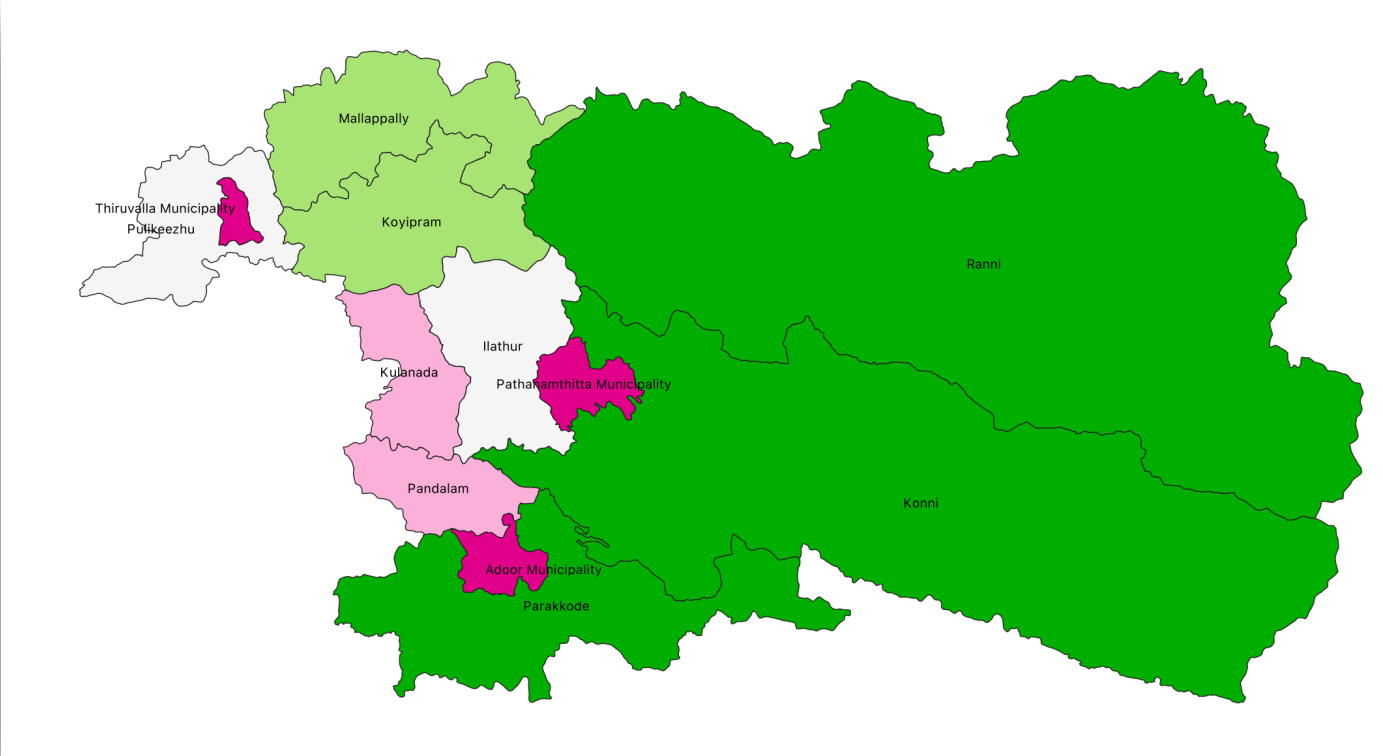 Mallappally
Thiruvalla Municipality
Koyipram
Pulikeezhu
Ranni
Ilathur
Kulanada
Pathanamthitta Municipality
Pandalam
Konni
Adoor Municipality
Parakkode